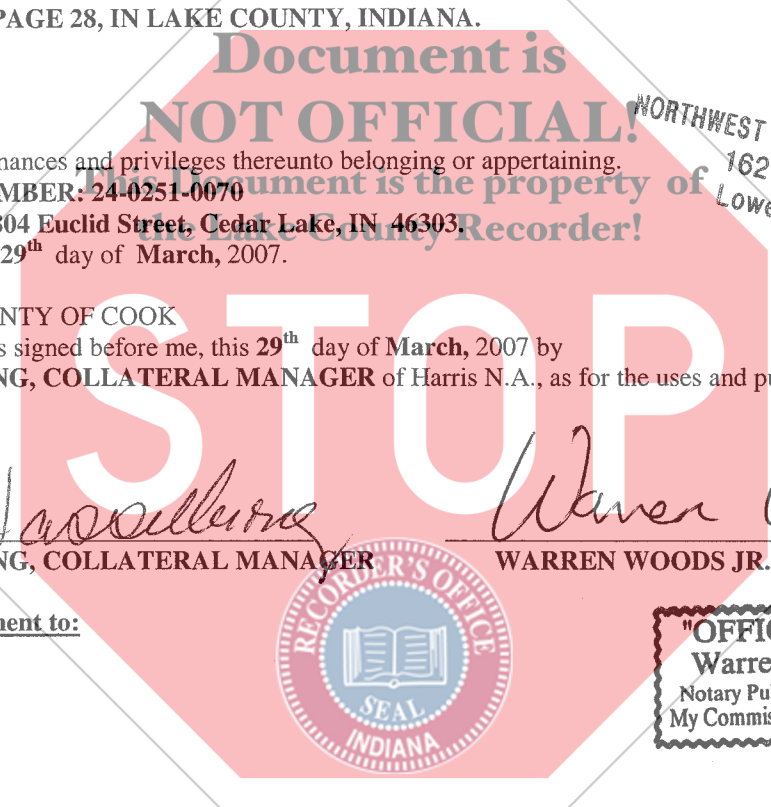 PAGE 28, IN LAKE COUNTY, INDIANA.
Document is
NOT OFFICIAL!
NORTHWEST
162
Lowe
nances and privileges thereunto belonging or appertaining.
This Document is the property of
MBER: 24-0251-0070
304 Euclid Street, Cedar Lake, IN 46303.
the Lake County Recorder!
29th day of March, 2007.
NTY OF COOK
s signed before me, this 29th day of March, 2007 by
NG, COLLATERAL MANAGER of Harris N.A., as for the uses and pu
STOP
Warren
NG, COLLATERAL MANAGER
WARREN WOODS JR.
RECORDER'S OFFICE
SEAL
INDIANA
ment to:
"OFFIC
Warre
Notary Pu
My Commis